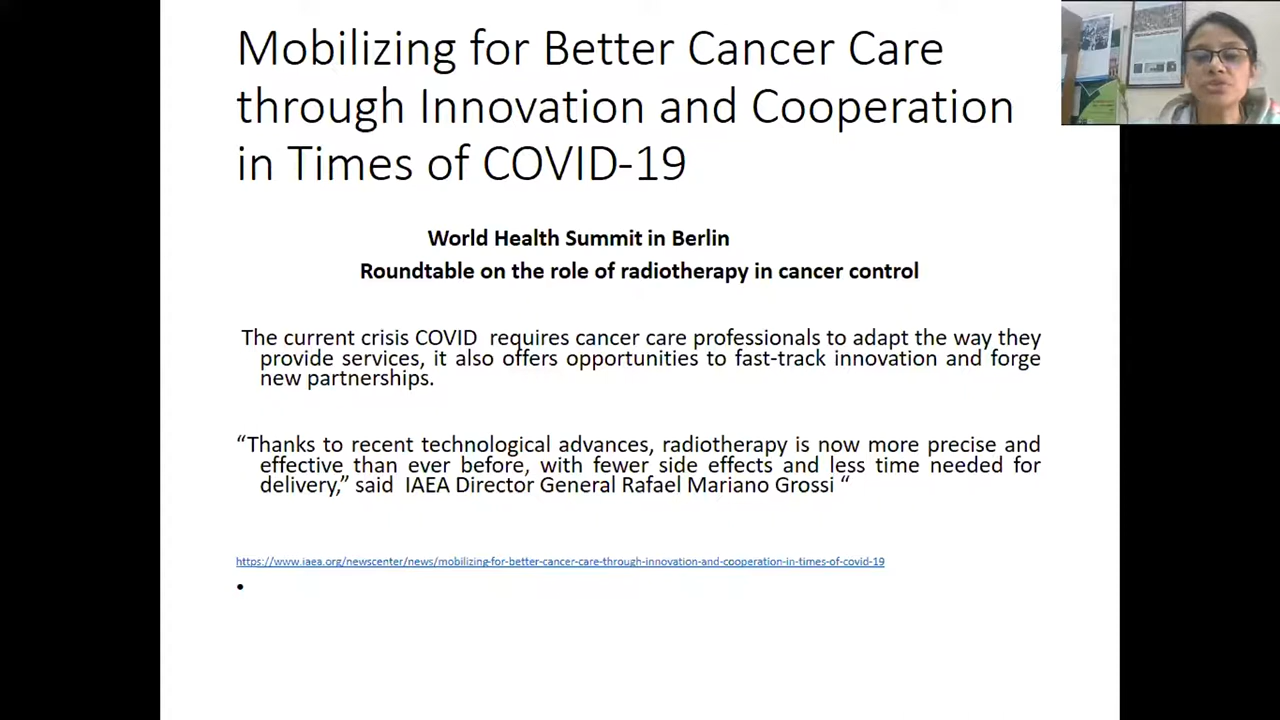 Mobilizing for Better Cancer Care
through Innovation and Cooperation
in Times of COVID-19
World Health Summit in Berlin
Roundtable on the role of radiotherapy in cancer control
The current crisis COVID requires cancer care professionals to adapt the way they
provide services, it also offers opportunities to fast-track innovation and forge
new partnerships.
“Thanks to recent technological advances, radiotherapy is now more precise and
effective than ever before, with fewer side effects and less time needed for
delivery,” said IAEA Director General Rafael Mariano Grossi “
https://www.iaea.org/newscenter/news/mobilizing-for-better-cancer-care-through-innovation-and-cooperation-in-times-of-covid-19
•